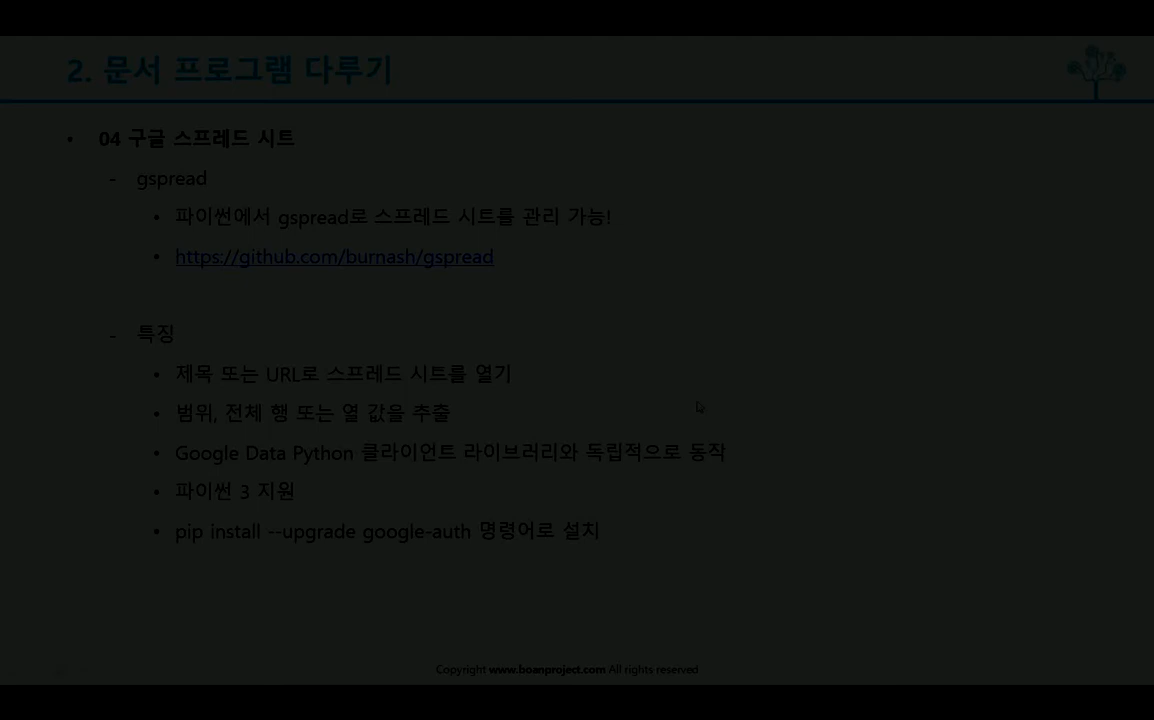 2. 문서 프로그램 다루기
• 04 구글 스프레드 시트
- gspread
• 파이썬에서 gspread로 스프레드 시트를 관리 가능!
• https://github.com/burnash/gspread
- 특징
• 제목 또는 URL로 스프레드 시트를 열기
• 범위, 전체 행 또는 열 값을 추출
• Google Data Python 클라이언트 라이브러리와 독립적으로 동작
• 파이썬 3 지원
• pip install --upgrade google-auth 명령어로 설치
Copyright www.boanproject.com All rights reserved